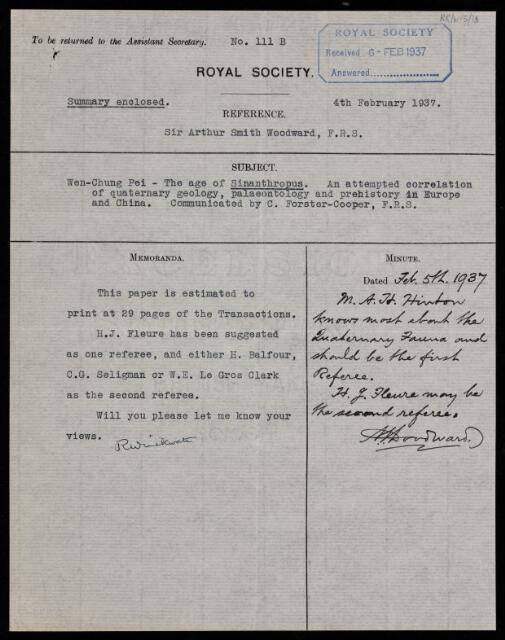 RR/W/5/18
To be returned to the Assistant Secretary. No. 111 B
ROYAL SOCIETY
Received 6-FEB 1937
Answered....................
ROYAL SOCIETY.
Summary enclosed.
4th February 1937.
REFERENCE.
Sir Arthur Smith Woodward, F.R.S.
SUBJECT.
Wen-Chung Pei - The age of Sinanthropus. An attempted correlation
of quaternary geology, palaeontology and prehistory in Europe
and China. Communicated by C. Forster-Cooper, F.R.S.
MEMORANDA.
This paper is estimated to
print at 29 pages of the Transactions.
H.J. Fleure has been suggested
as one referee, and either H. Balfour,
C.G. Seligman or W.E. Le Gros Clark
as the second referee.
Will you please let me know your
views.
MINUTE.
Dated Feb. 5th. 1937
M. A. H. Hinton
knows most about the
Quaternary Fauna and
should be the first
Referee.
H. J. Fleure may be
the second referee.
A S Woodward